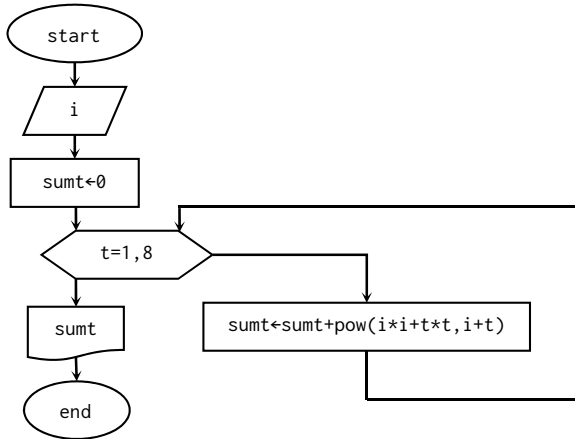 start
i
sumt←0
t=1,8
sumt
sumt←sumt+pow(i*i+t*t,i+t)
end